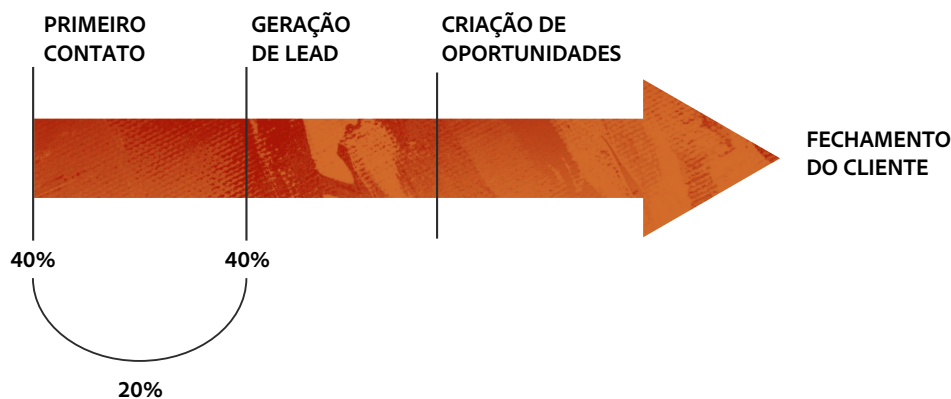 PRIMEIRO
CONTATO
GERAÇÃO
DE LEAD
CRIAÇÃO DE
OPORTUNIDADES
FECHAMENTO
DO CLIENTE
40%
40%
20%